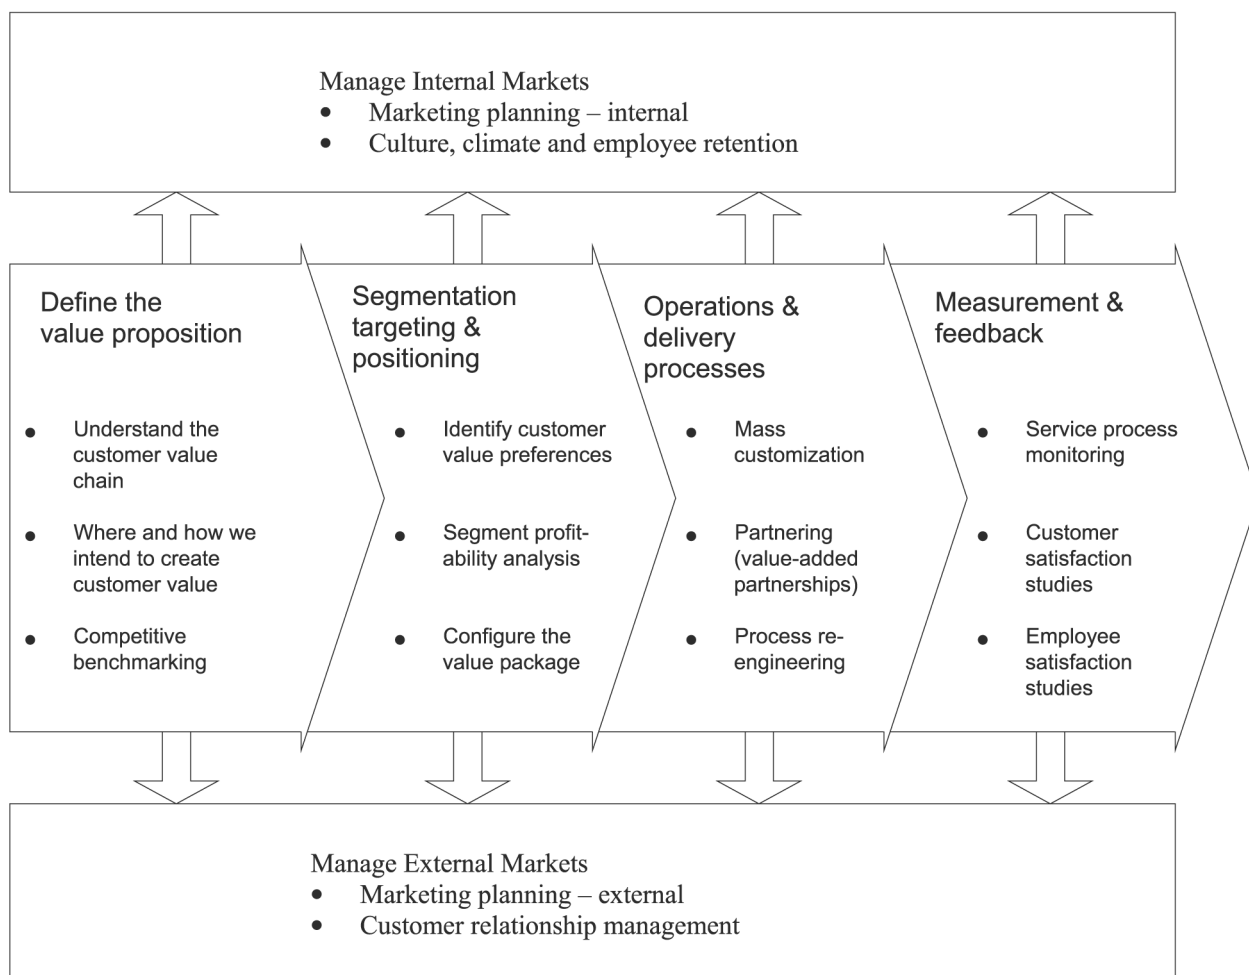 Manage Internal Markets
● Marketing planning – internal
● Culture, climate and employee retention
Define the
value proposition
● Understand the
customer value
chain
● Where and how we
intend to create
customer value
● Competitive
benchmarking
Segmentation
targeting &
positioning
● Identify customer
value preferences
● Segment profit-
ability analysis
● Configure the
value package
Operations &
delivery
processes
● Mass
customization
● Partnering
(value-added
partnerships)
● Process re-
engineering
Measurement &
feedback
● Service process
monitoring
● Customer
satisfaction
studies
● Employee
satisfaction
studies
Manage External Markets
● Marketing planning – external
● Customer relationship management